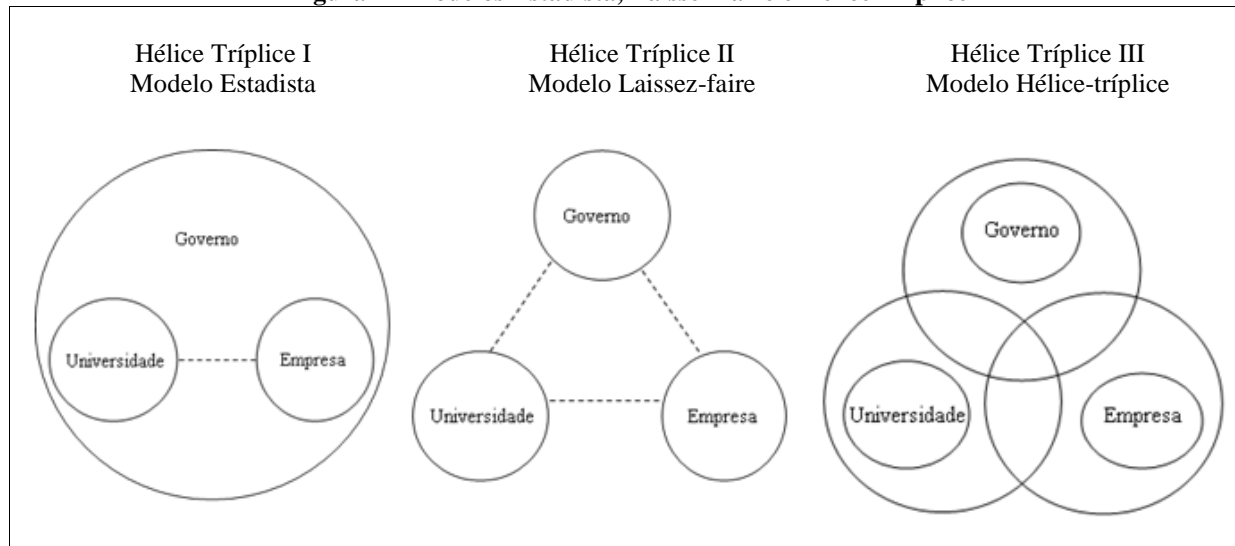 Hélice Tríplice I
Modelo Estadista
Hélice Tríplice II
Modelo Laissez-faire
Hélice Tríplice III
Modelo Hélice-tríplice
Governo
Universidade
Empresa
Governo
Universidade
Empresa
Governo
Universidade
Empresa